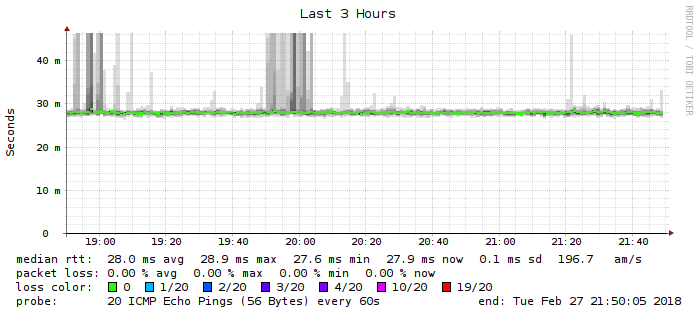 Last 3 Hours
RRDTOOL / TOBI OETIKER
Seconds
40 m
30 m
20 m
10 m
0
19:00 19:20 19:40 20:00 20:20 20:40 21:00 21:20 21:40
median rtt: 28.0 ms avg 28.9 ms max 27.6 ms min 27.9 ms now 0.1 ms sd 196.7 am/s
packet loss: 0.00 % avg 0.00 % max 0.00 % min 0.00 % now
loss color: 0 1/20 2/20 3/20 4/20 10/20 19/20
probe: 20 ICMP Echo Pings (56 Bytes) every 60s end: Tue Feb 27 21:50:05 2018